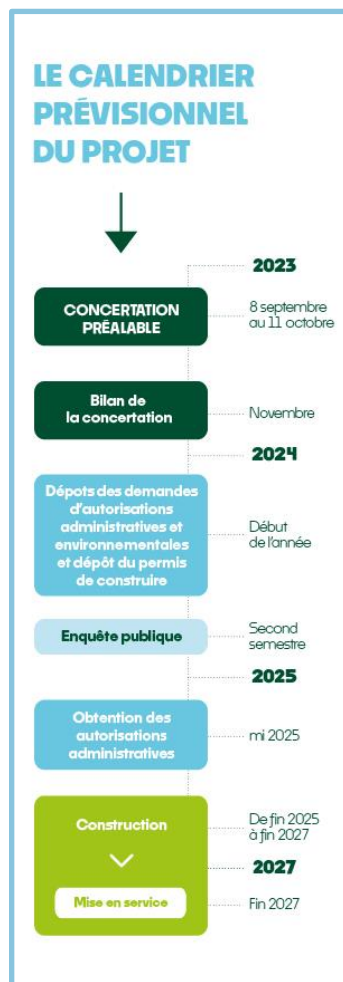 LE CALENDRIER
PRÉVISIONNEL
DU PROJET
2023
CONCERTATION
PRÉALABLE
8 septembre
au 11 octobre
Bilan de
la concertation
Novembre
2024
Dépots des demandes
d'autorisations
administratives et
environnementales
et dépôt du permis
de construire
Début
de l'année
Enquête publique
Second
semestre
2025
Obtention des
autorisations
administratives
mi 2025
Construction
De fin 2025
à fin 2027
2027
Mise en service
Fin 2027